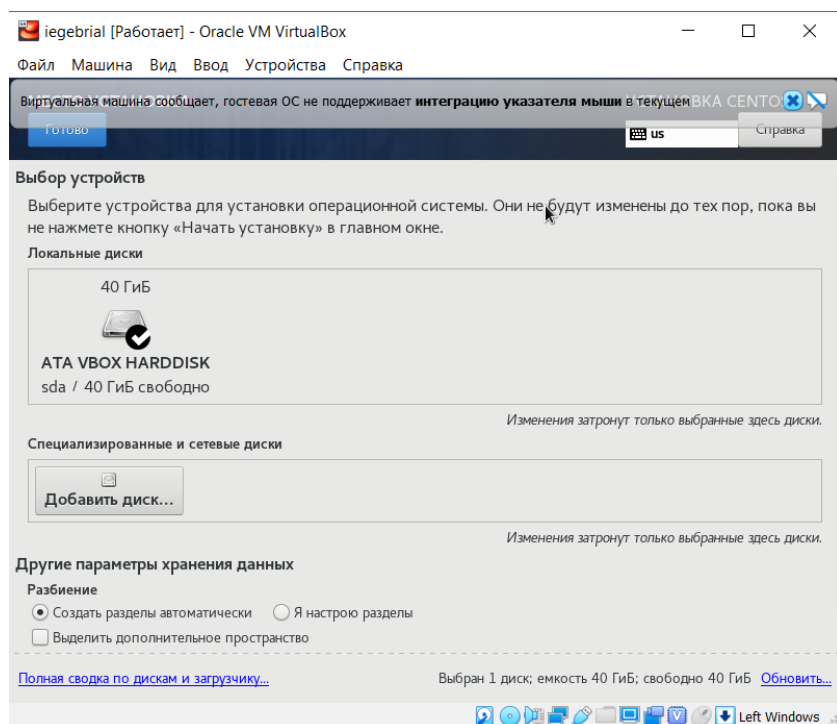 iegebrial [Работает] - Oracle VM VirtualBox
Файл Машина Вид Ввод Устройства Справка
МЕСТО УСТАНОВКИ УСТАНОВКА CENTOS
Виртуальная машина сообщает, гостевая ОС не поддерживает интеграцию указателя мыши в текущем
Готово
us
Справка
Выбор устройств
Выберите устройства для установки операционной системы. Они не будут изменены до тех пор, пока вы
не нажмете кнопку «Начать установку» в главном окне.
Локальные диски
40 ГиБ
ATA VBOX HARDDISK
sda / 40 ГиБ свободно
Изменения затронут только выбранные здесь диски.
Специализированные и сетевые диски
Добавить диск...
Изменения затронут только выбранные здесь диски.
Другие параметры хранения данных
Разбиение
Создать разделы автоматически Я настрою разделы
Выделить дополнительное пространство
Полная сводка по дискам и загрузчику... Выбран 1 диск; емкость 40 ГиБ; свободно 40 ГиБ Обновить...
Left Windows